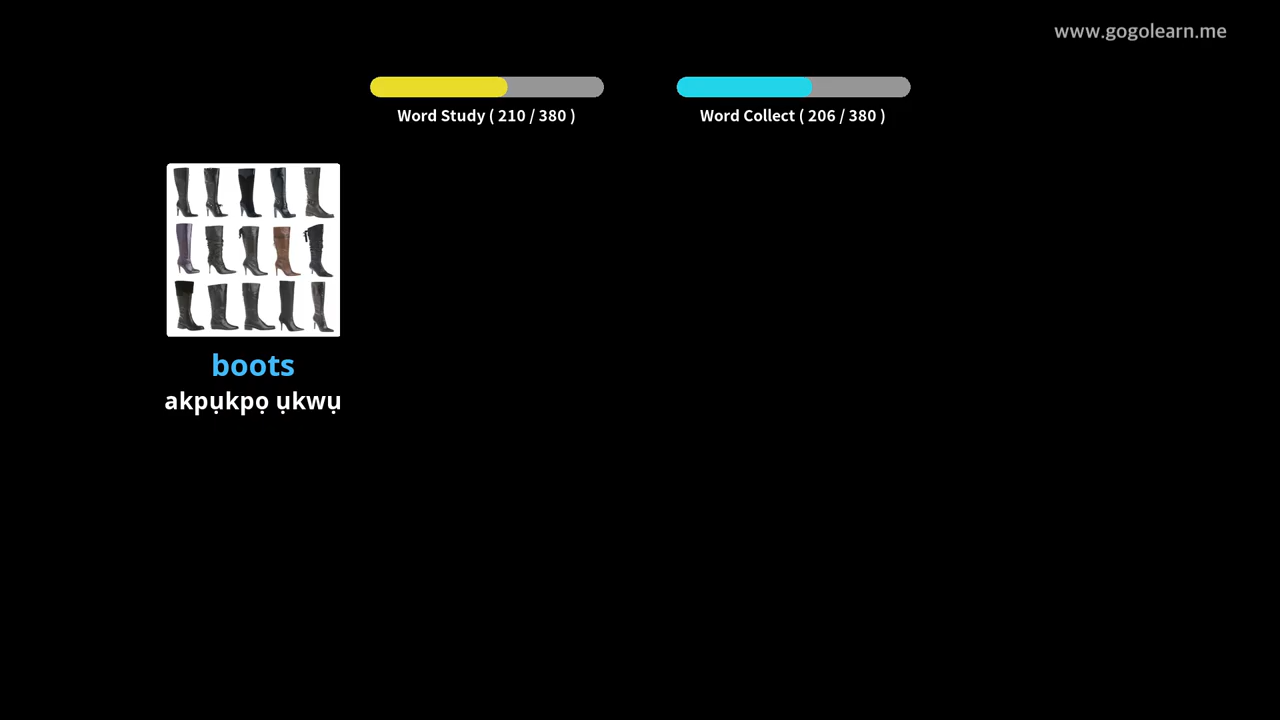 www.gogolearn.me
Word Study ( 210 / 380 )
Word Collect ( 206 / 380 )
boots
akpụkpọ ụkwụ